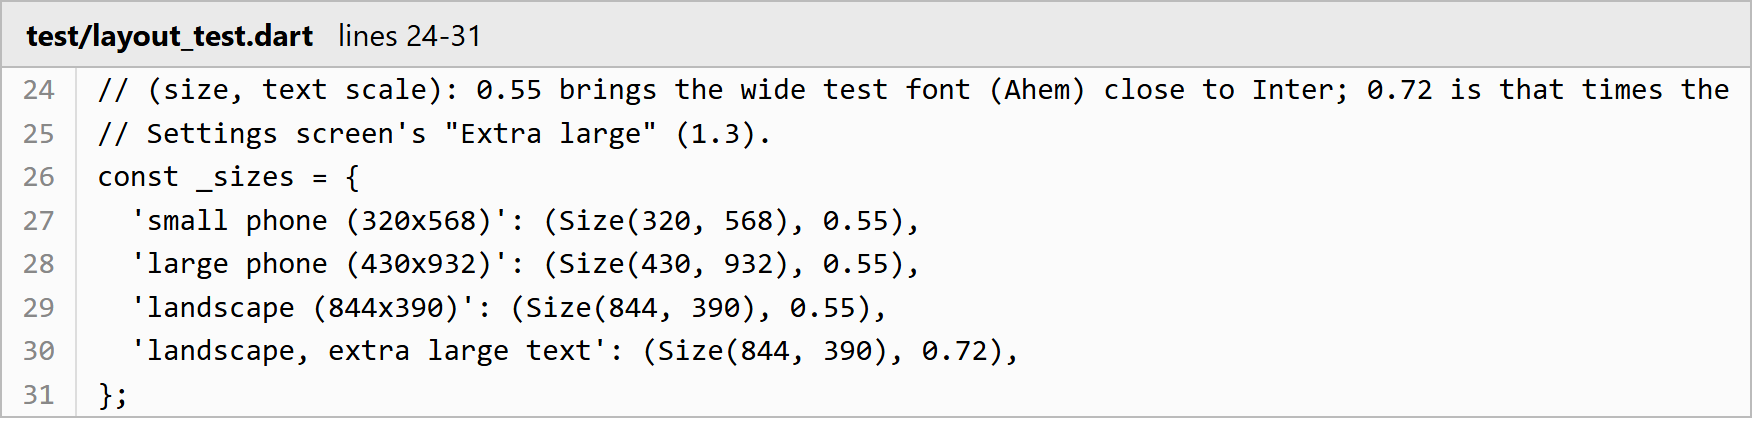 test/layout_test.dart lines 24-31
24 // (size, text scale): 0.55 brings the wide test font (Ahem) close to Inter; 0.72 is that times the
25 // Settings screen's "Extra large" (1.3).
26 const _sizes = {
27   'small phone (320x568)': (Size(320, 568), 0.55),
28   'large phone (430x932)': (Size(430, 932), 0.55),
29   'landscape (844x390)': (Size(844, 390), 0.55),
30   'landscape, extra large text': (Size(844, 390), 0.72),
31 };